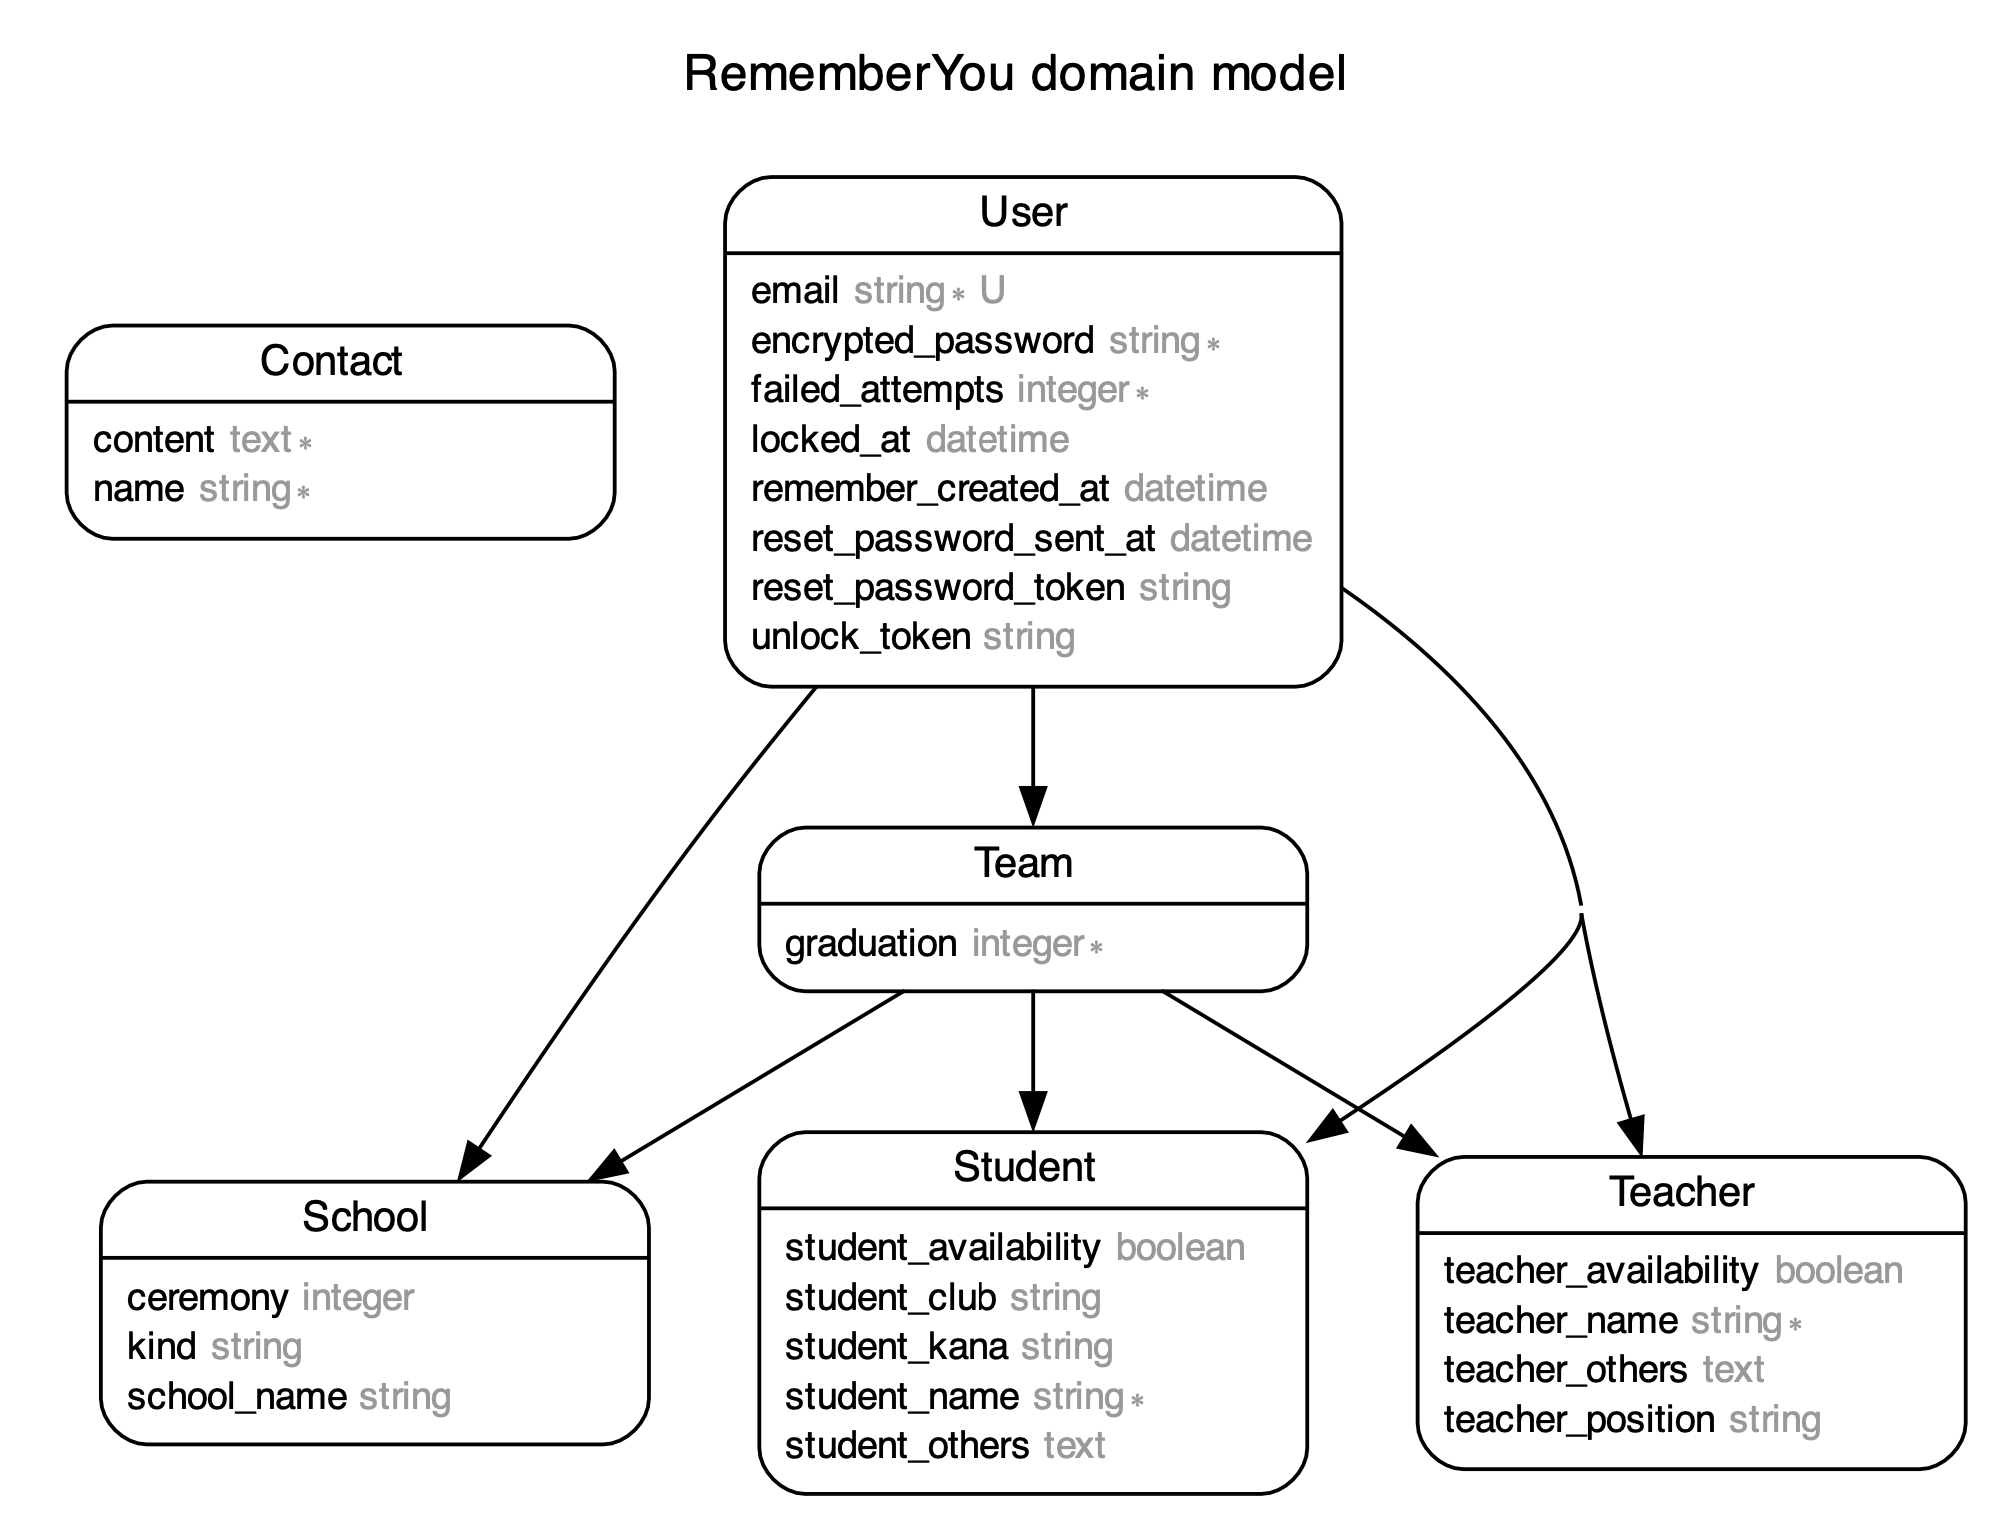 RememberYou domain model
User
email string * U
encrypted_password string *
failed_attempts integer *
locked_at datetime
remember_created_at datetime
reset_password_sent_at datetime
reset_password_token string
unlock_token string
Contact
content text *
name string *
Team
graduation integer *
School
ceremony integer
kind string
school_name string
Student
student_availability boolean
student_club string
student_kana string
student_name string *
student_others text
Teacher
teacher_availability boolean
teacher_name string *
teacher_others text
teacher_position string